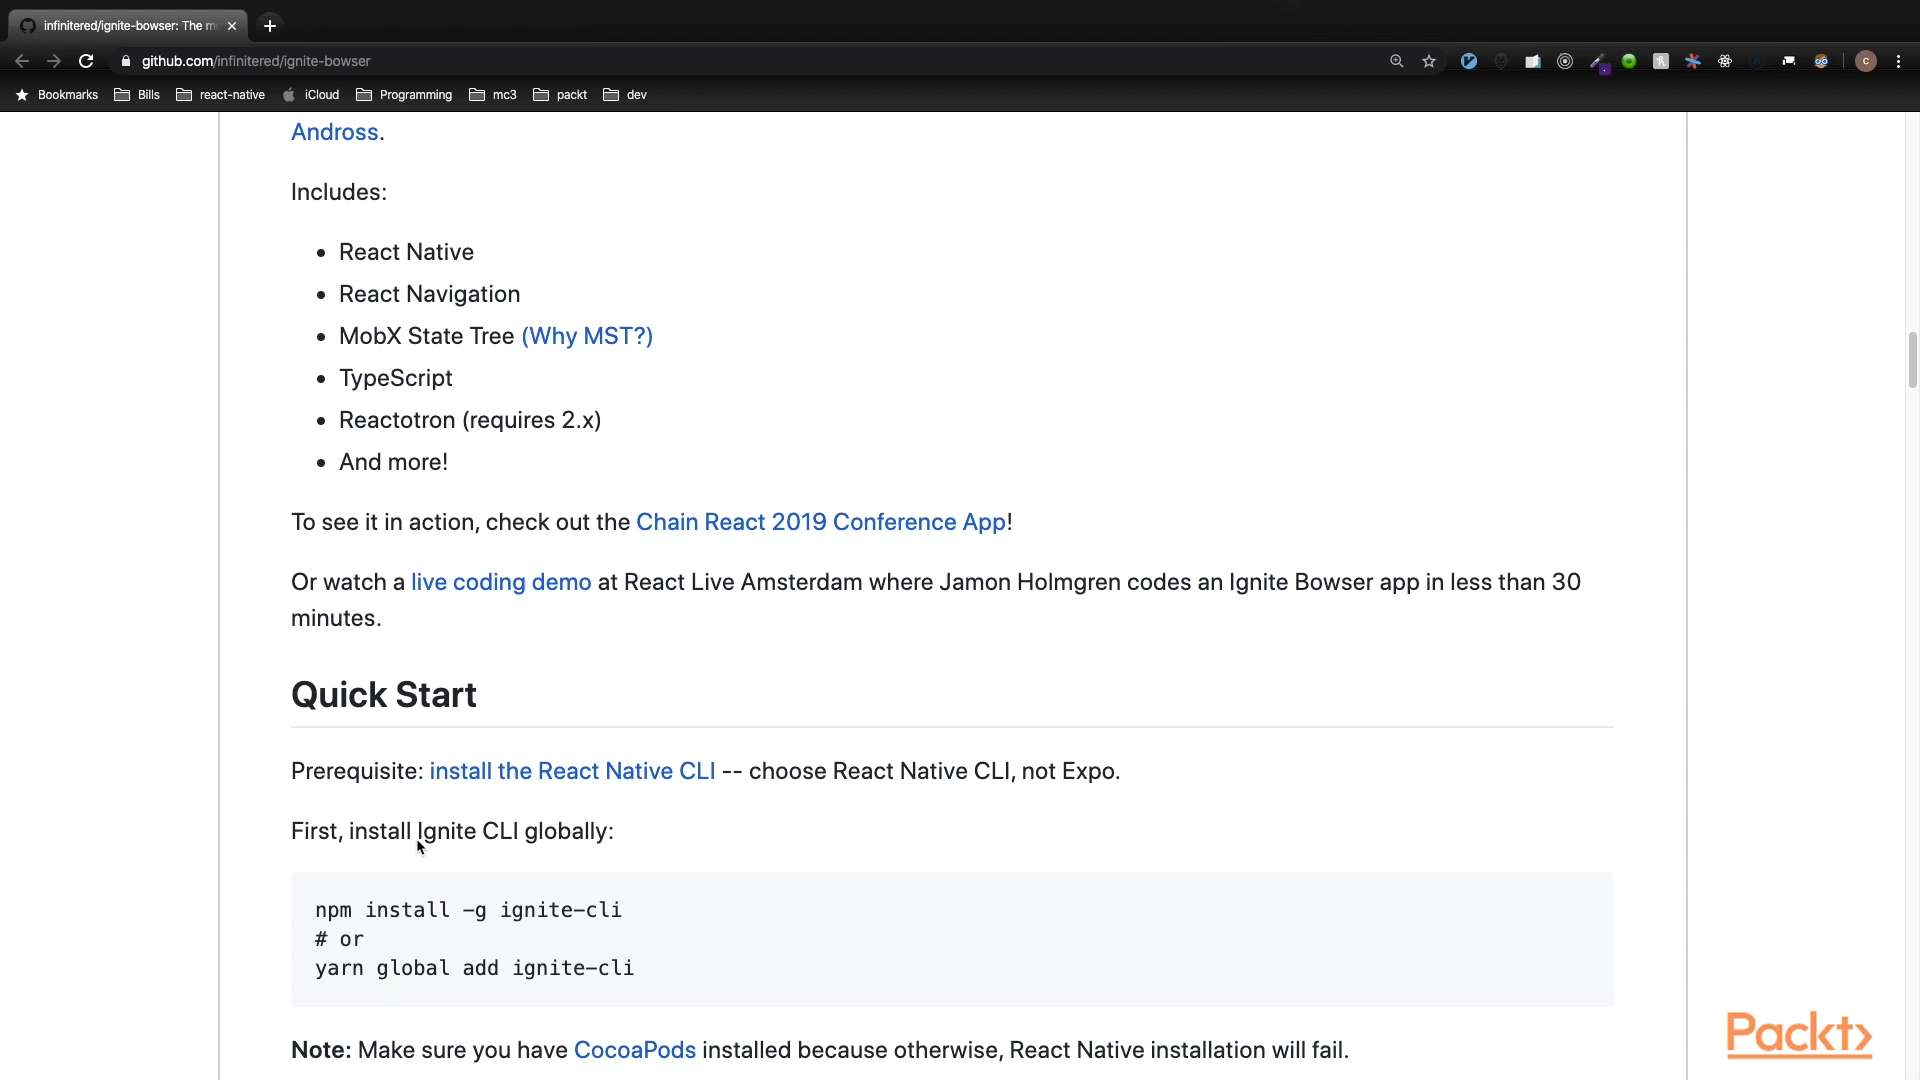 infinitered/ignite-bowser: The m
github.com/infinitered/ignite-bowser
C
Bookmarks
Bills
react-native
iCloud
Programming
mc3
packt
dev
Andross.
Includes:
React Native
React Navigation
MobX State Tree (Why MST?)
TypeScript
Reactotron (requires 2.x)
And more!
To see it in action, check out the Chain React 2019 Conference App!
Or watch a live coding demo at React Live Amsterdam where Jamon Holmgren codes an Ignite Bowser app in less than 30
minutes.
Quick Start
Prerequisite: install the React Native CLI -- choose React Native CLI, not Expo.
First, install Ignite CLI globally:
npm install -g ignite-cli
# or
yarn global add ignite-cli
Note: Make sure you have CocoaPods installed because otherwise, React Native installation will fail.
Packt>